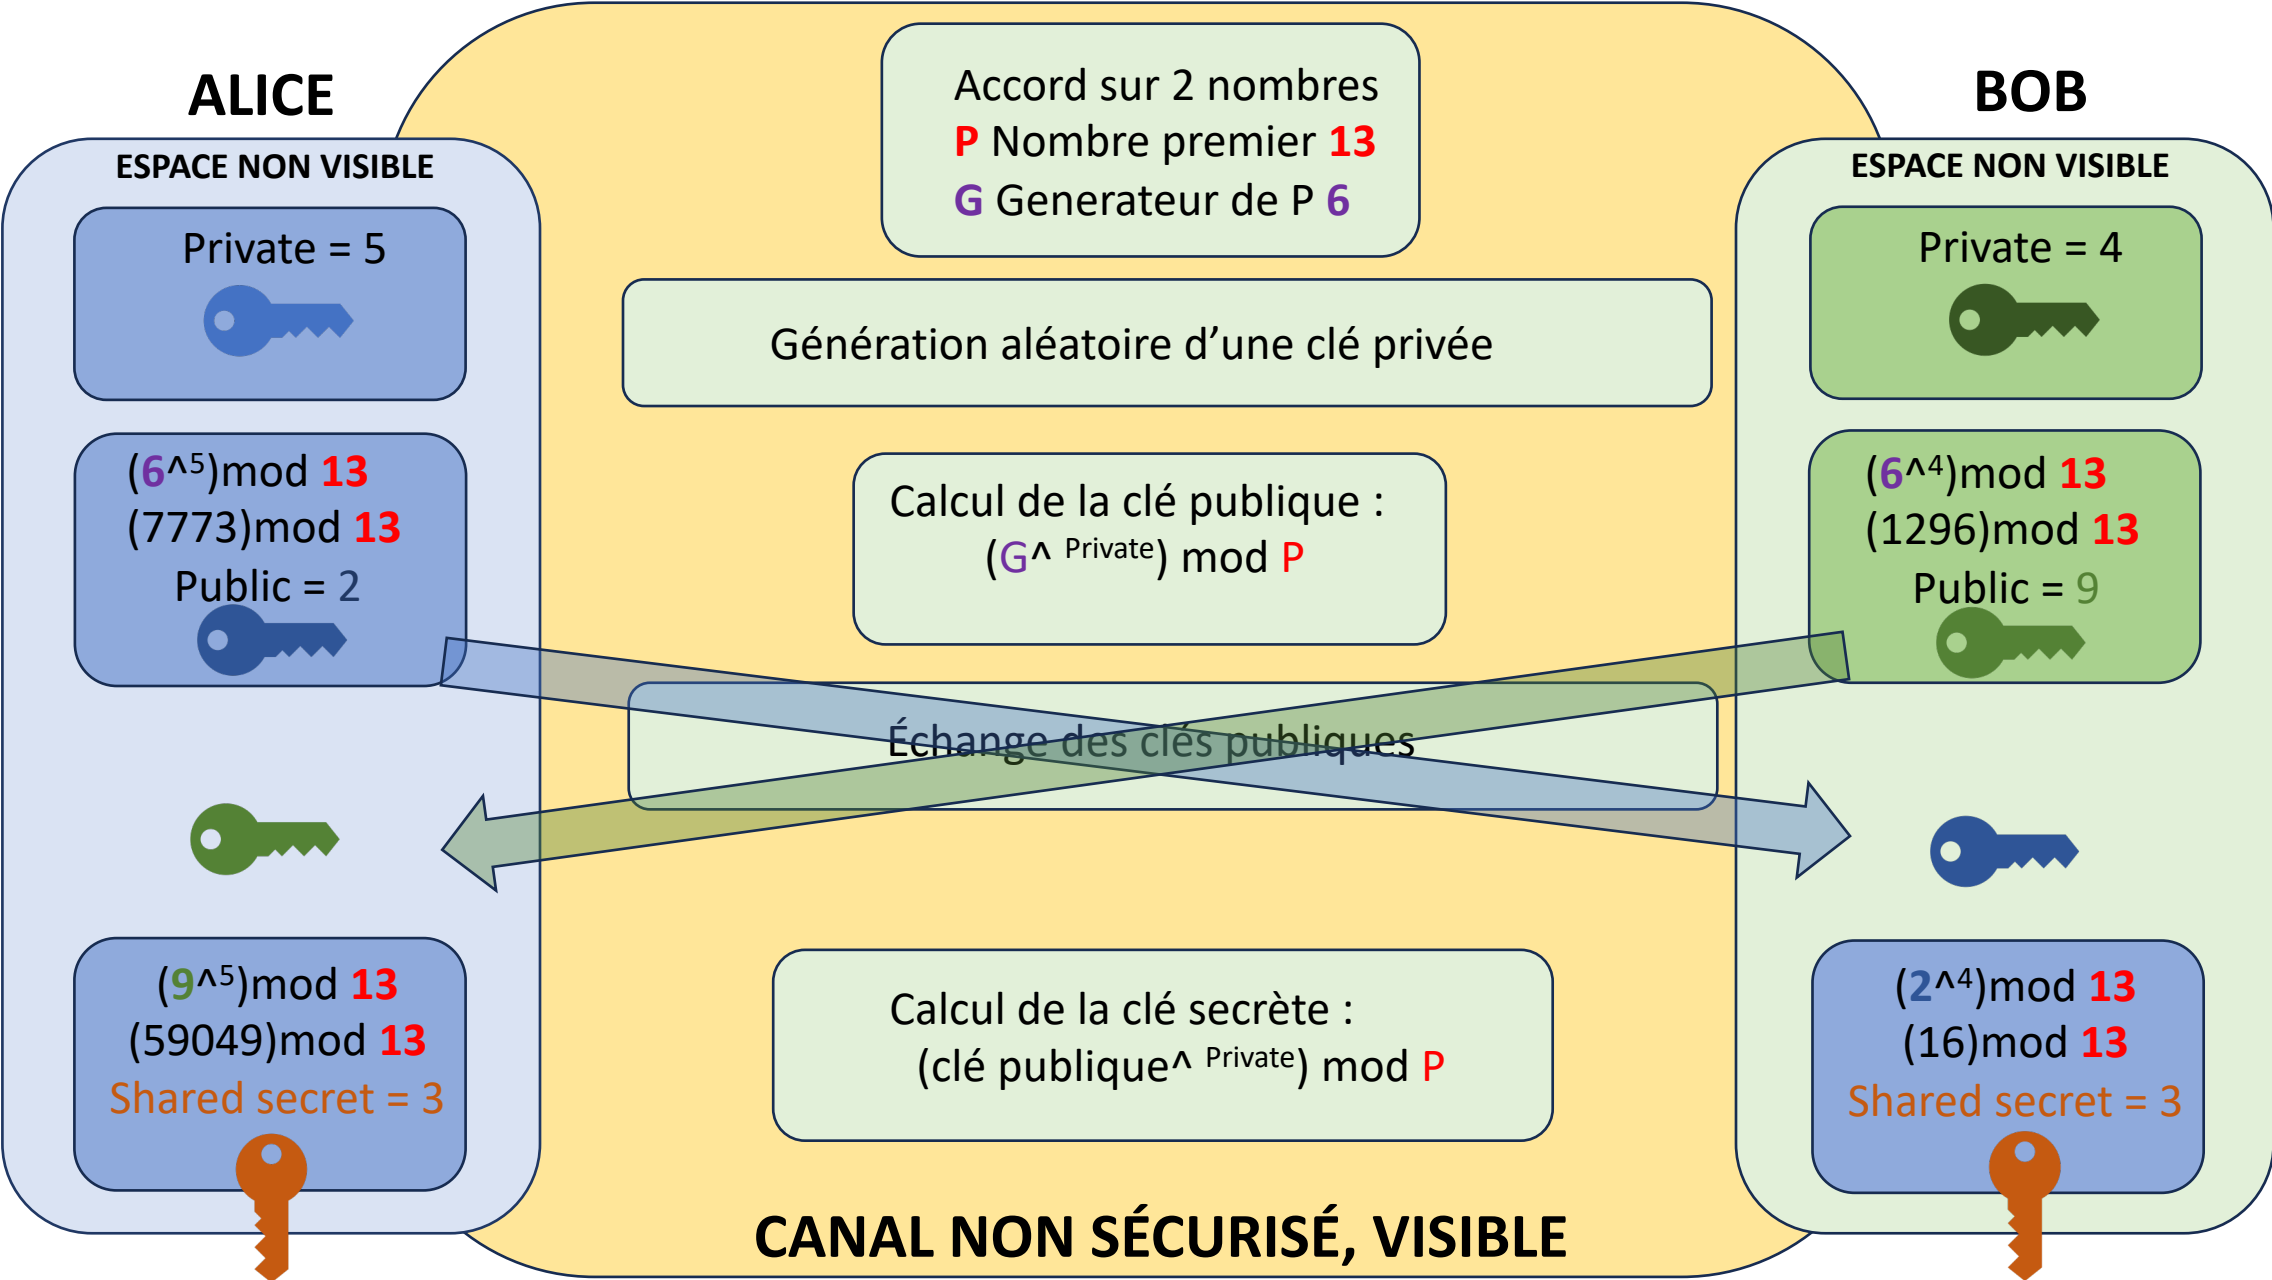 ALICE
ESPACE NON VISIBLE
Private = 5
(6^5)mod 13
(7773)mod 13
Public = 2
(9^5)mod 13
(59049)mod 13
Shared secret = 3
Accord sur 2 nombres
P Nombre premier 13
G Generateur de P 6
Génération aléatoire d’une clé privée
Calcul de la clé publique :
(G^ Private) mod P
Échange des clés publiques
Calcul de la clé secrète :
(clé publique^ Private) mod P
CANAL NON SÉCURISÉ, VISIBLE
BOB
ESPACE NON VISIBLE
Private = 4
(6^4)mod 13
(1296)mod 13
Public = 9
(2^4)mod 13
(16)mod 13
Shared secret = 3